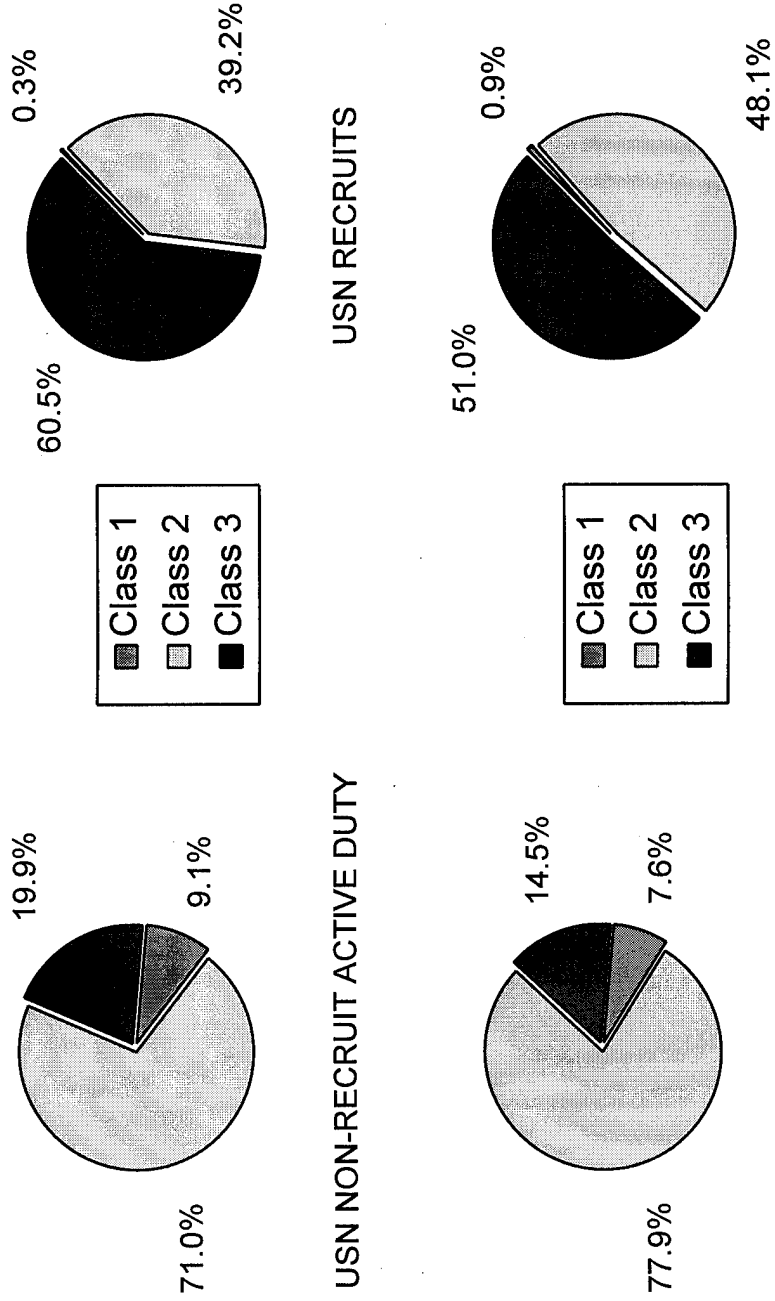 19.9%
9.1%
71.0%
Class 1
Class 2
Class 3
60.5%
0.3%
39.2%
USN NON-RECRUIT ACTIVE DUTY
USN RECRUITS
14.5%
7.6%
77.9%
Class 1
Class 2
Class 3
51.0%
0.9%
48.1%